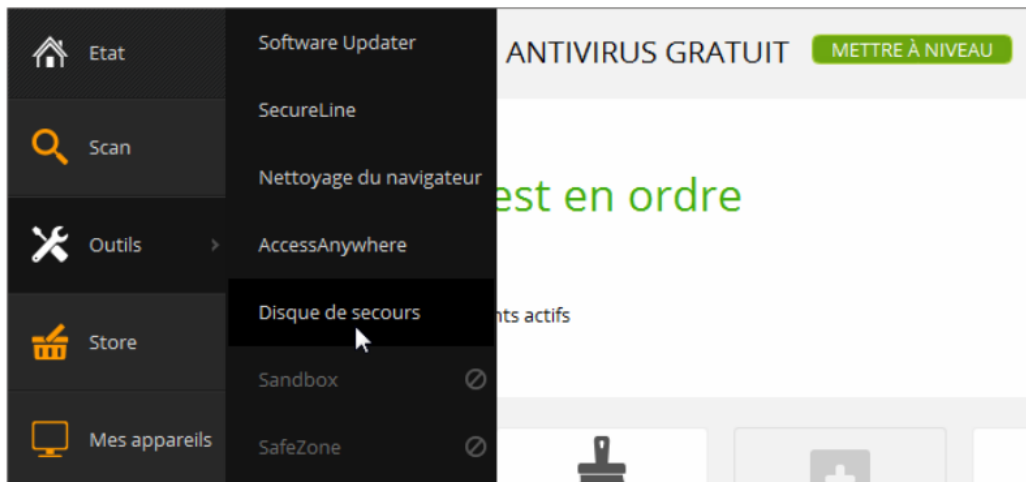 Etat
Scan
Outils
Store
Mes appareils
Software Updater
SecureLine
Nettoyage du navigateur
AccessAnywhere
Disque de secours
Sandbox
SafeZone
ANTIVIRUS GRATUIT
METTRE À NIVEAU
est en ordre
nts actifs